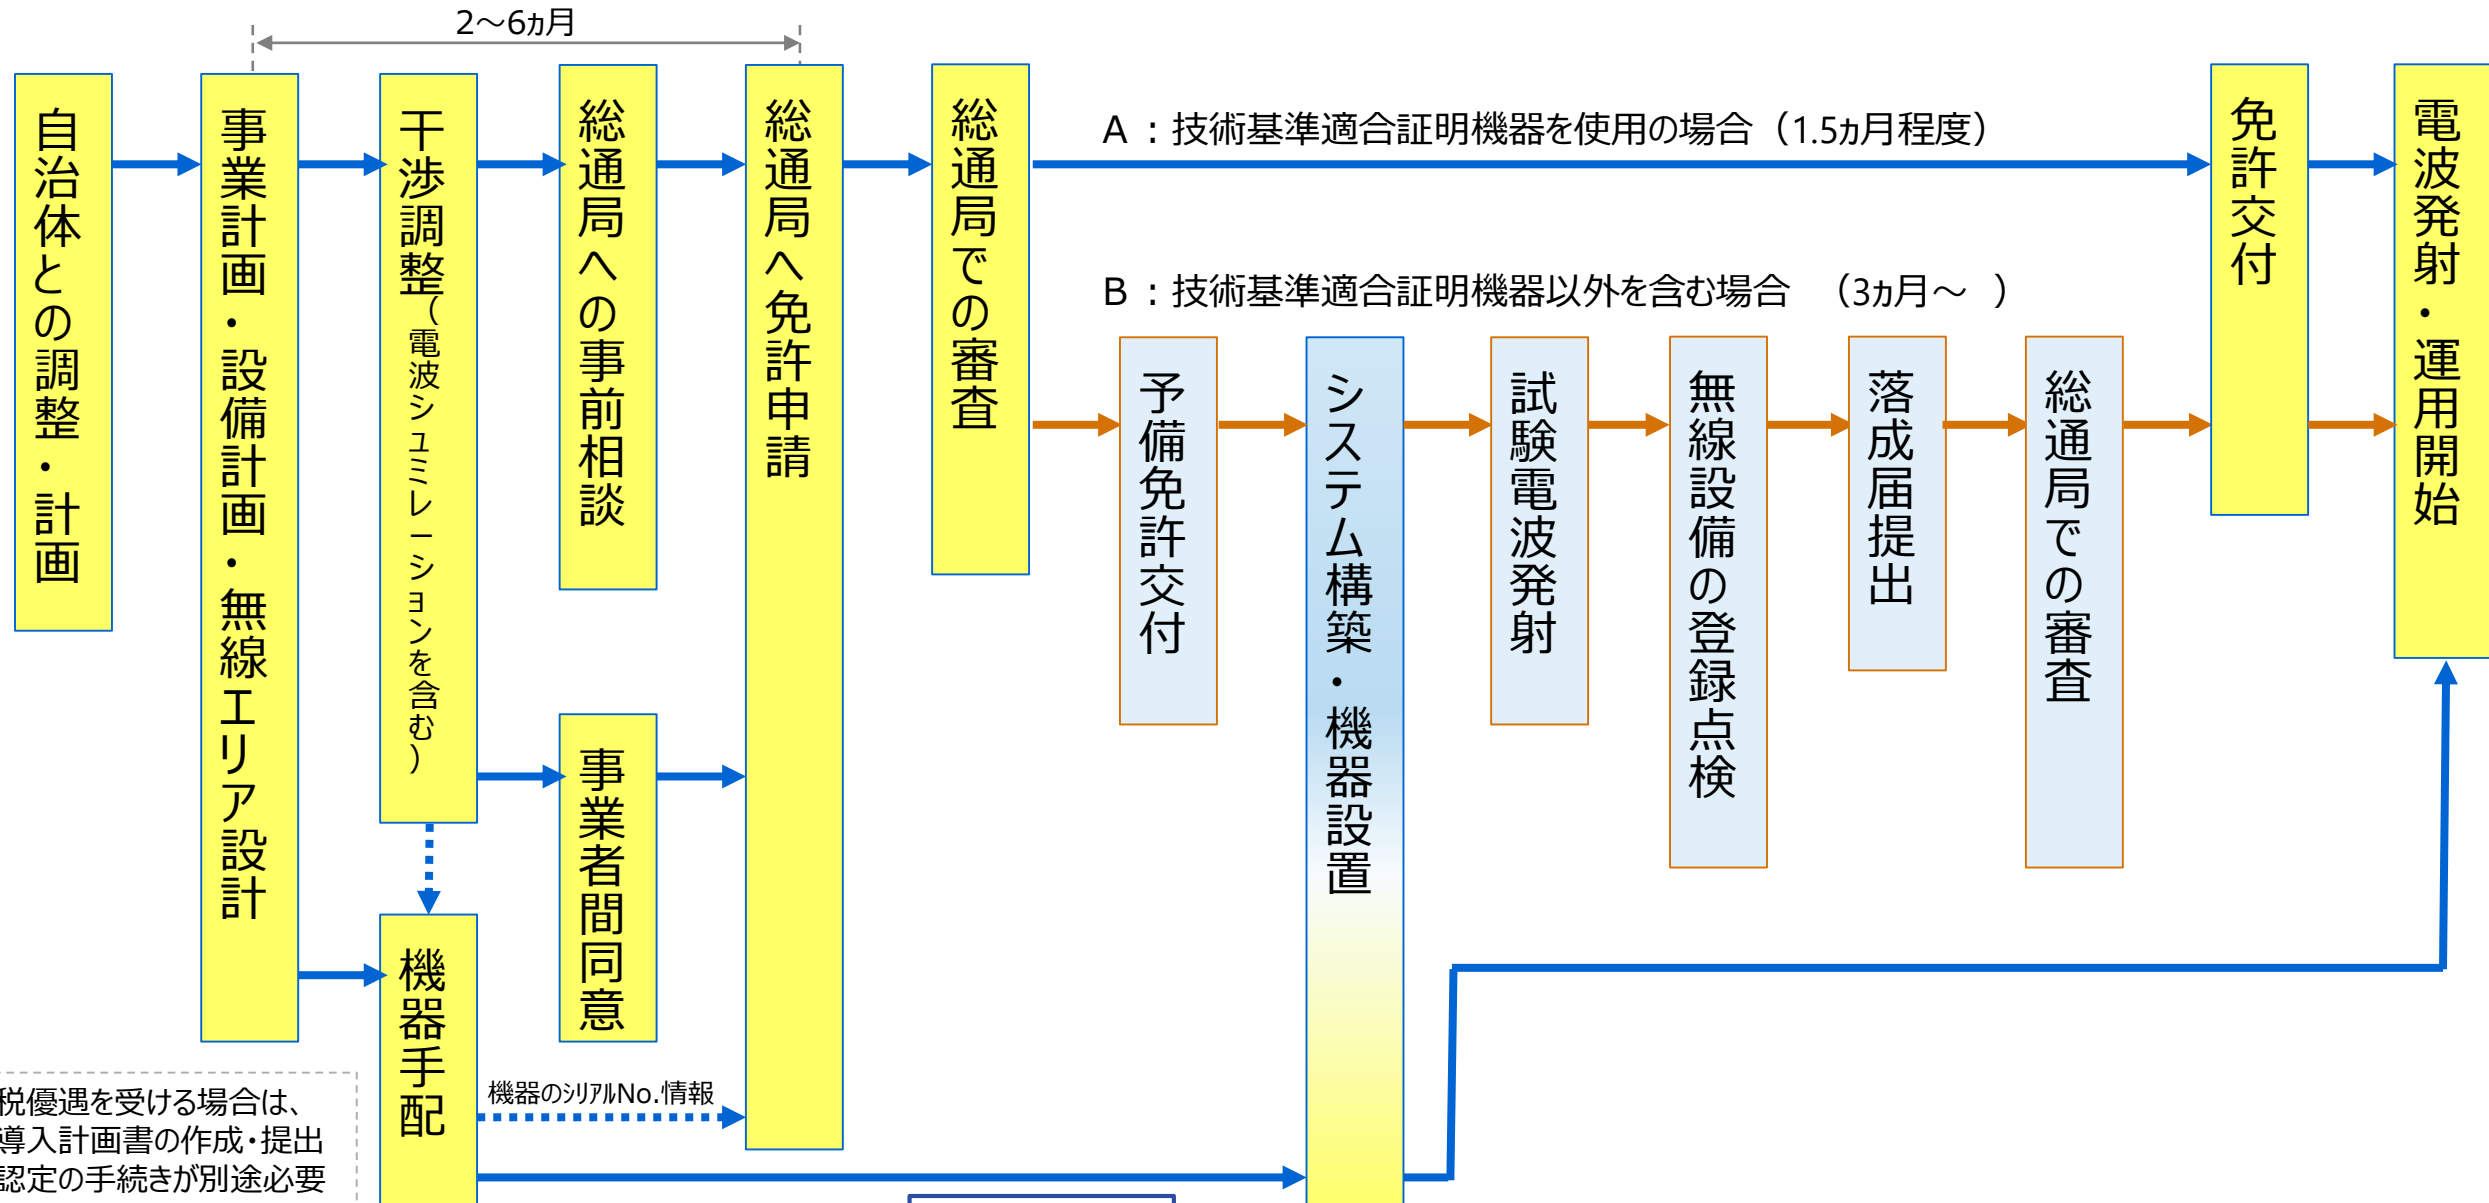 2～6ヵ月
自治体との調整・計画
事業計画・設備計画・無線エリア設計
干渉調整（電波シュミレーションを含む）
総通局への事前相談
総通局へ免許申請
総通局での審査
A：技術基準適合証明機器を使用の場合（1.5ヵ月程度）
免許交付
電波発射・運用開始
B：技術基準適合証明機器以外を含む場合　（3ヵ月～　）
予備免許交付
システム構築・機器設置
試験電波発射
無線設備の登録点検
落成届提出
総通局での審査
事業者間同意
機器手配
機器のシリアルNo.情報
税優遇を受ける場合は、
導入計画書の作成・提出
認定の手続きが別途必要